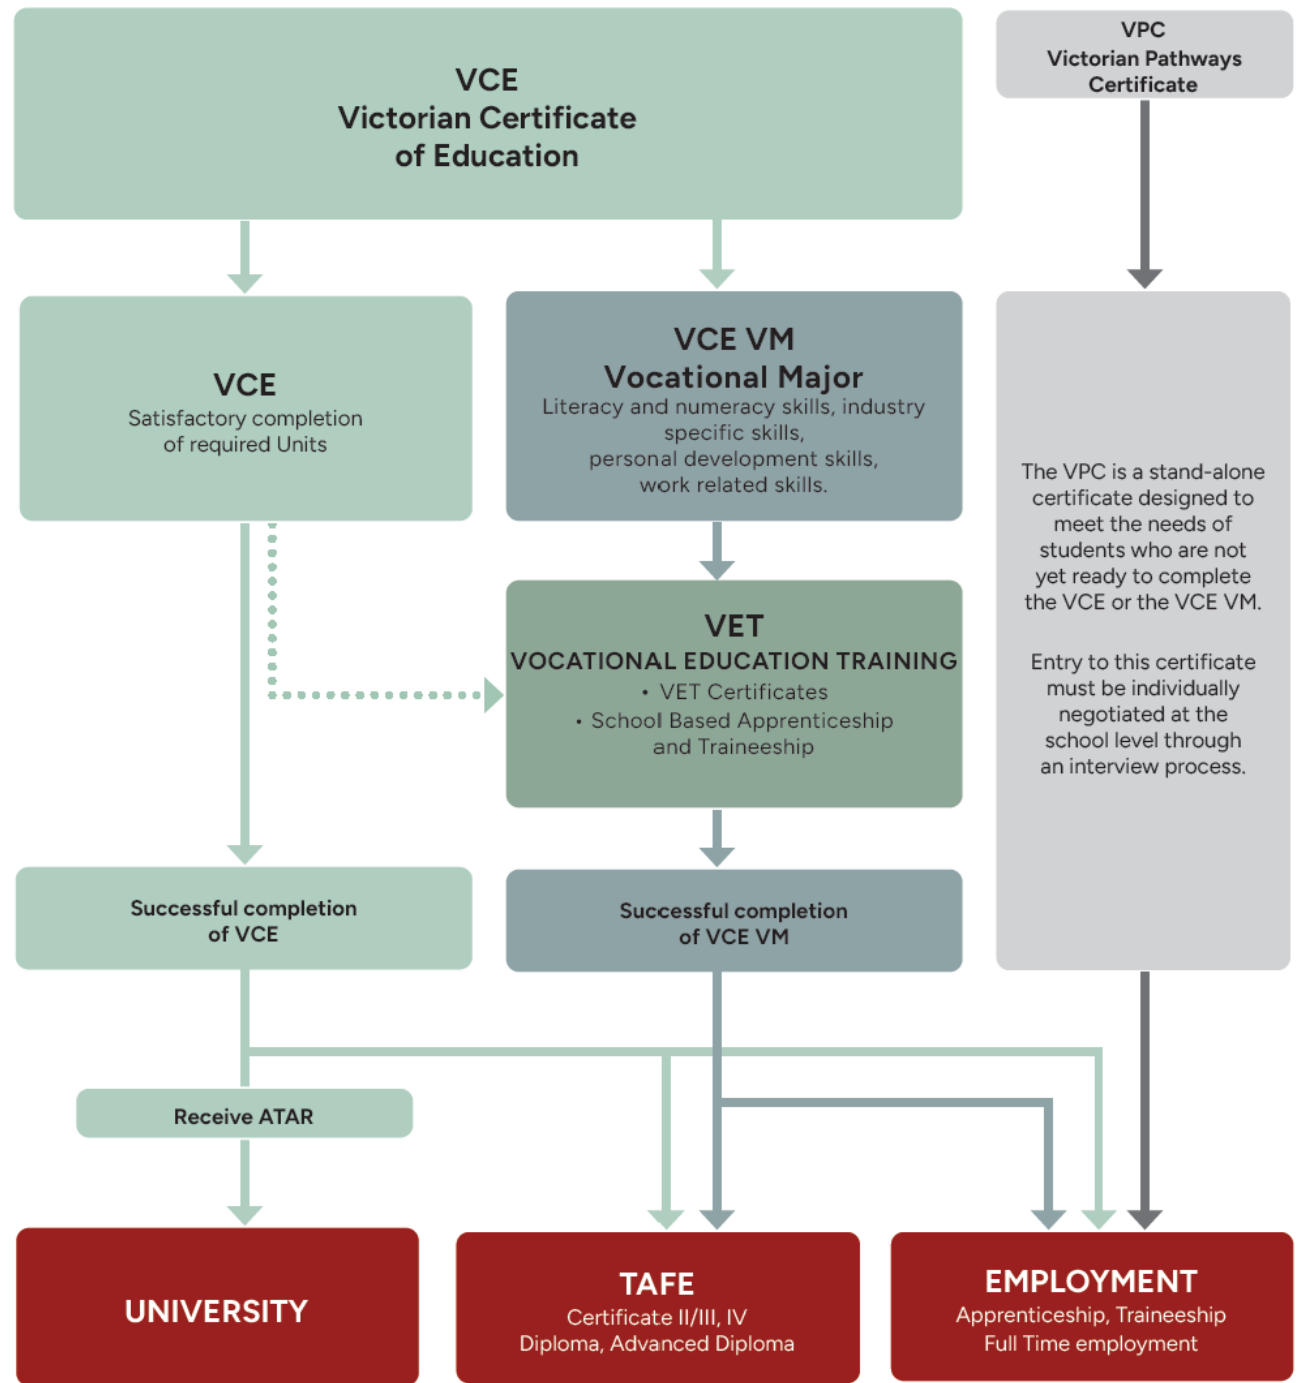 VCE
Victorian Certificate
of Education
VPC
Victorian Pathways
Certificate
VCE
Satisfactory completion
of required Units
VCE VM
Vocational Major
Literacy and numeracy skills, industry
specific skills,
personal development skills,
work related skills.
The VPC is a stand-alone
certificate designed to
meet the needs of
students who are not
yet ready to complete
the VCE or the VCE VM.
Entry to this certificate
must be individually
negotiated at the
school level through
an interview process.
VET
VOCATIONAL EDUCATION TRAINING
• VET Certificates
• School Based Apprenticeship
and Traineeship
Successful completion
of VCE
Successful completion
of VCE VM
Receive ATAR
UNIVERSITY
TAFE
Certificate II/III, IV
Diploma, Advanced Diploma
EMPLOYMENT
Apprenticeship, Traineeship
Full Time employment